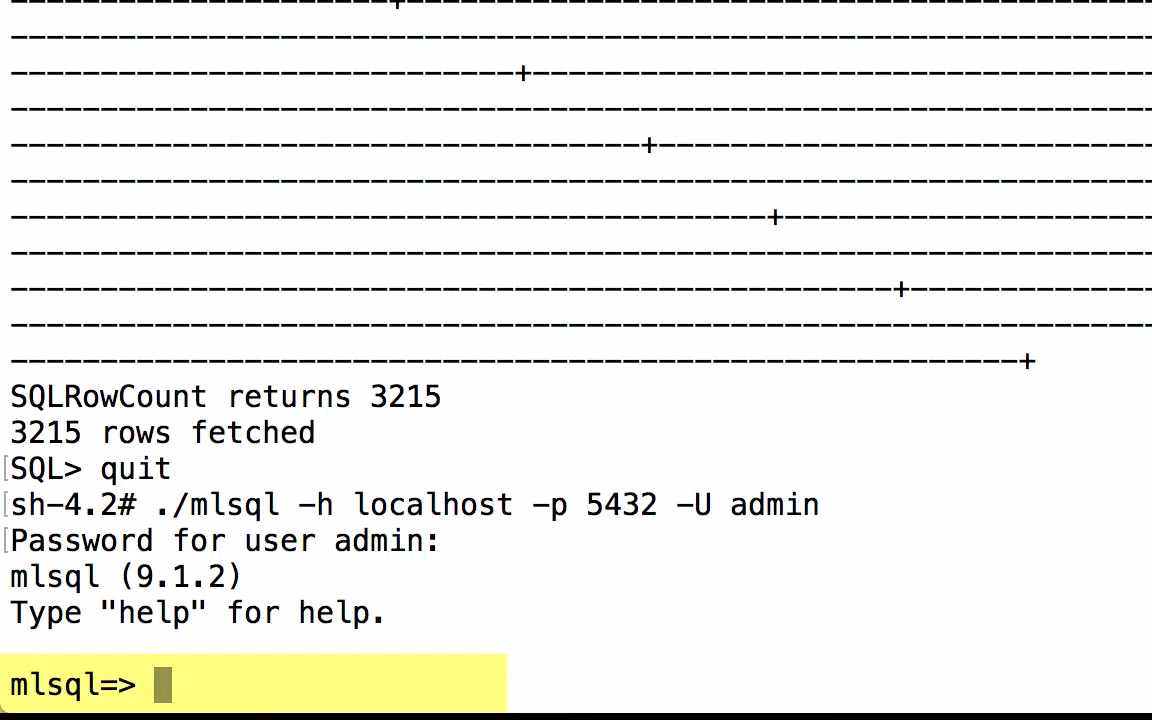 SQLRowCount returns 3215
3215 rows fetched
[SQL> quit
[sh-4.2# ./mlsql -h localhost -p 5432 -U admin
[Password for user admin:
mlsql (9.1.2)
Type "help" for help.
mlsql=>